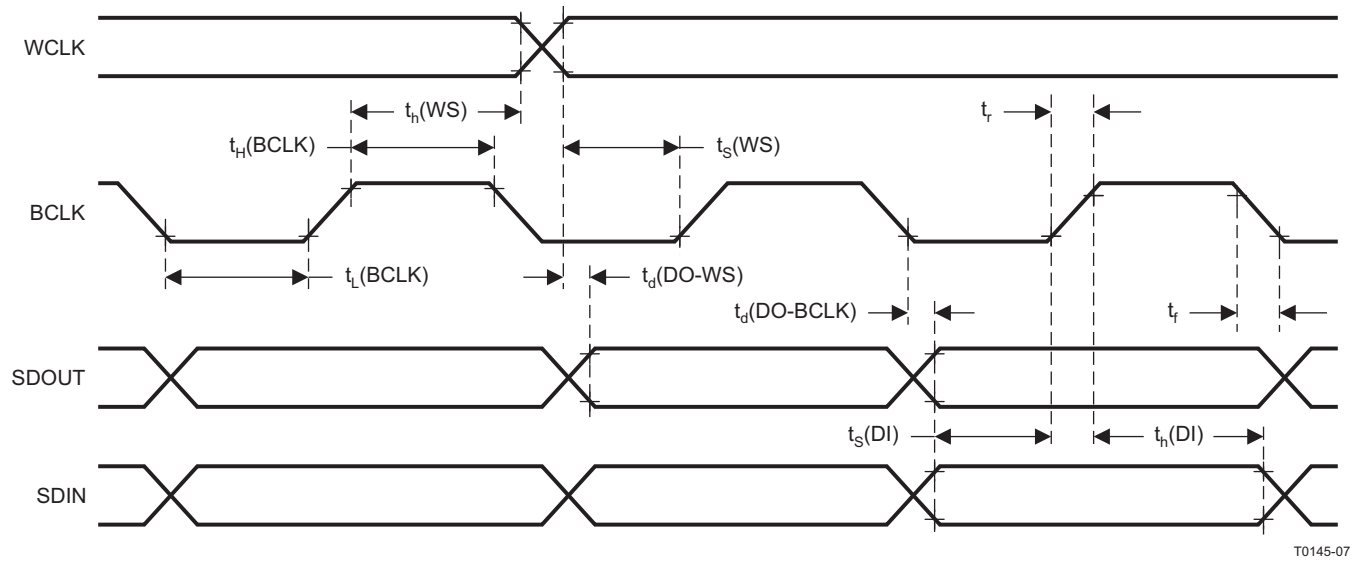 WCLK
t_h(WS)
t_r
t_H(BCLK)
t_S(WS)
BCLK
t_L(BCLK)
t_d(DO-WS)
t_d(DO-BCLK)
t_f
SDOUT
t_S(DI)
t_h(DI)
SDIN
T0145-07